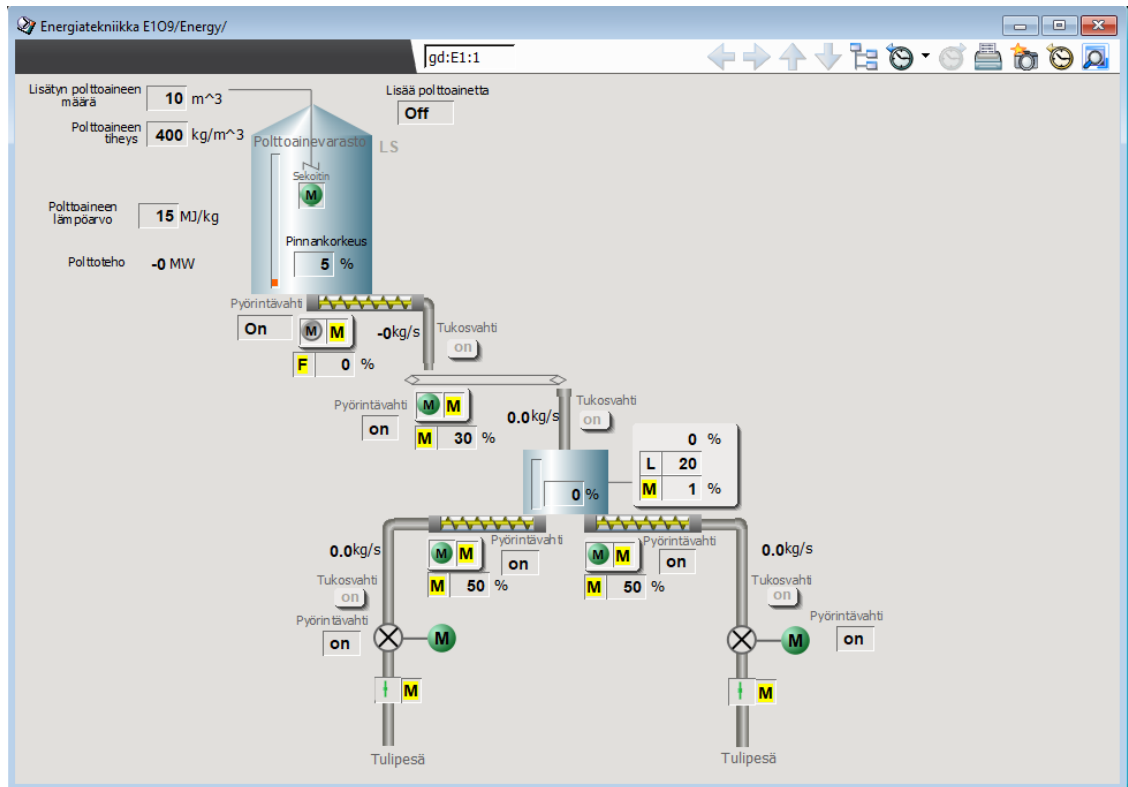 Energiatekniikka E1O9/Energy/
gd:E1:1
Lisätyn polttoaineen
määrä
10 m^3
Lisää polttoainetta
Off
Polttoaineen
tiheys
400 kg/m^3
Polttoainevarasto
LS
Sekoitin
M
Polttoaineen
lämpöarvo
15 MJ/kg
Pinnankorkeus
5 %
Polttoteho
-0 MW
Pyörintävahti
On
M M
-0kg/s
Tukosvahti
on
F 0 %
Pyörintävahti
on
M M
M 30 %
0.0kg/s
Tukosvahti
on
0 %
L 20
M 1 %
0 %
0.0kg/s
M M
Pyörintävahti
on
M 50 %
M M
Pyörintävahti
on
M 50 %
0.0kg/s
Tukosvahti
on
Tukosvahti
on
Pyörintävahti
on
M
M
Pyörintävahti
on
M
M
Tulipesä
Tulipesä